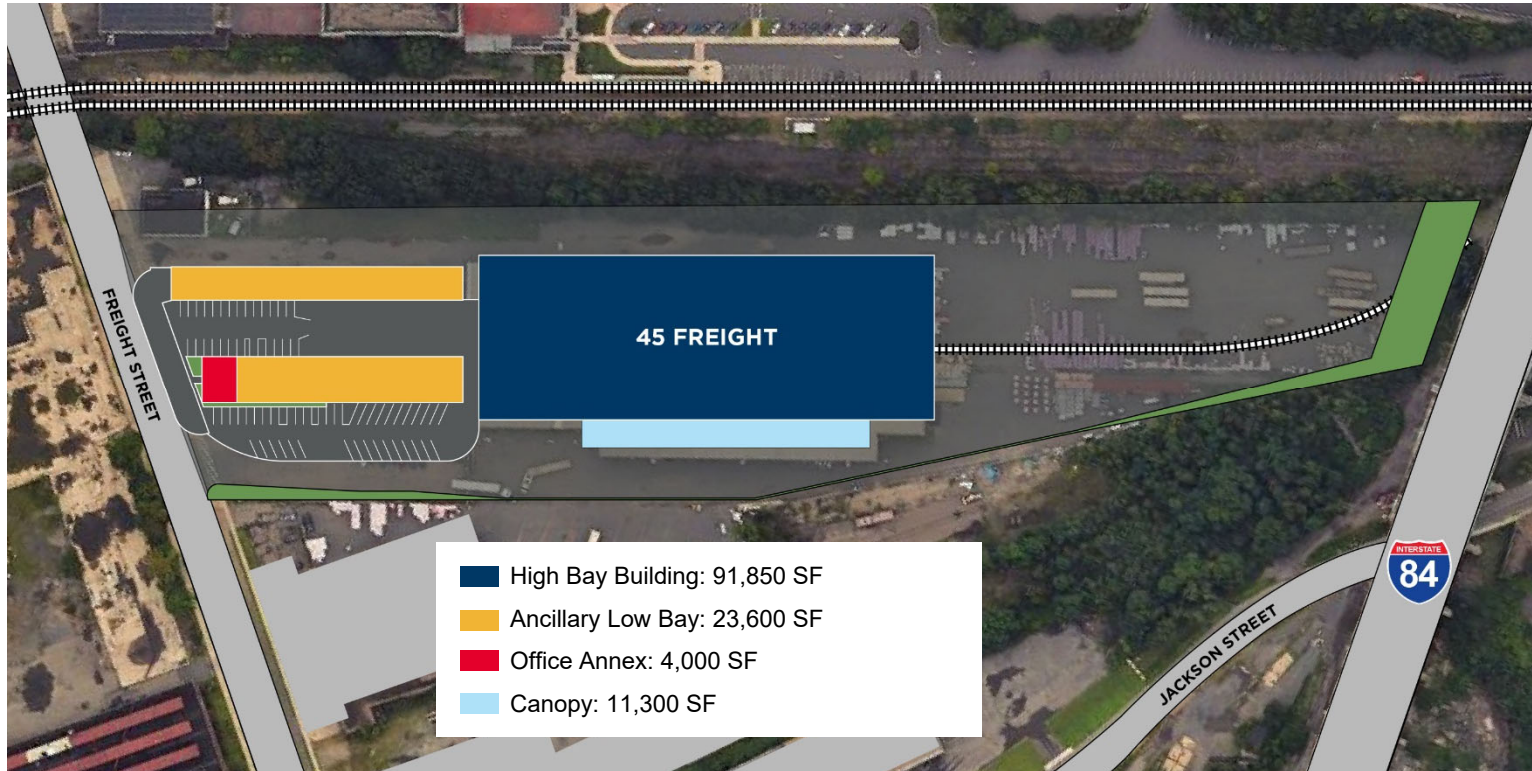 45 FREIGHT
FREIGHT STREET
High Bay Building: 91,850 SF
Ancillary Low Bay: 23,600 SF
Office Annex: 4,000 SF
Canopy: 11,300 SF
INTERSTATE
84
JACKSON STREET